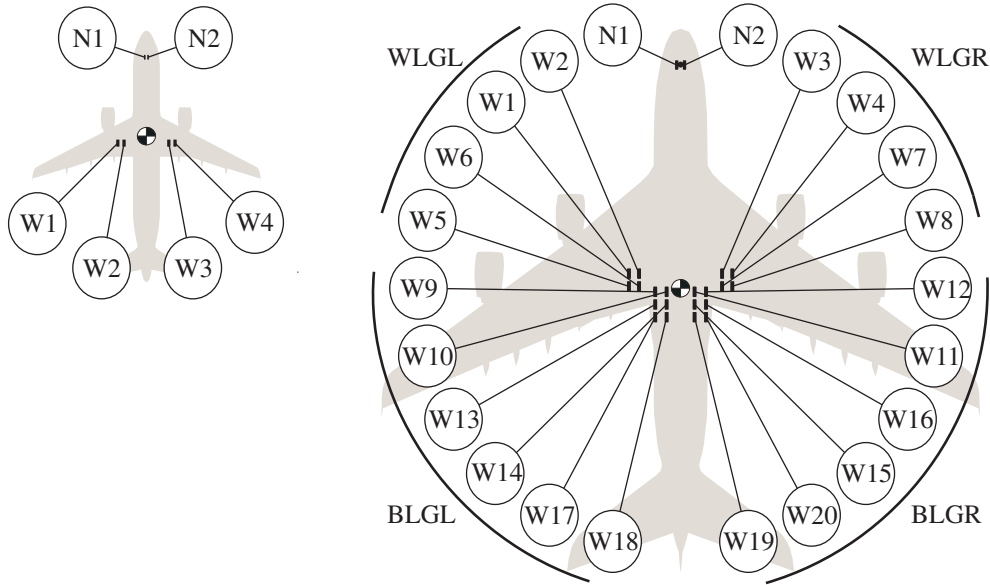 N1 N2
W1 W4
W2 W3
N1 N2
WLGL WLGR
W2 W3
W1 W4
W6 W7
W5 W8
W9 W12
W10 W11
W13 W16
W14 W15
W17 W20
BLGL BLGR
W18 W19